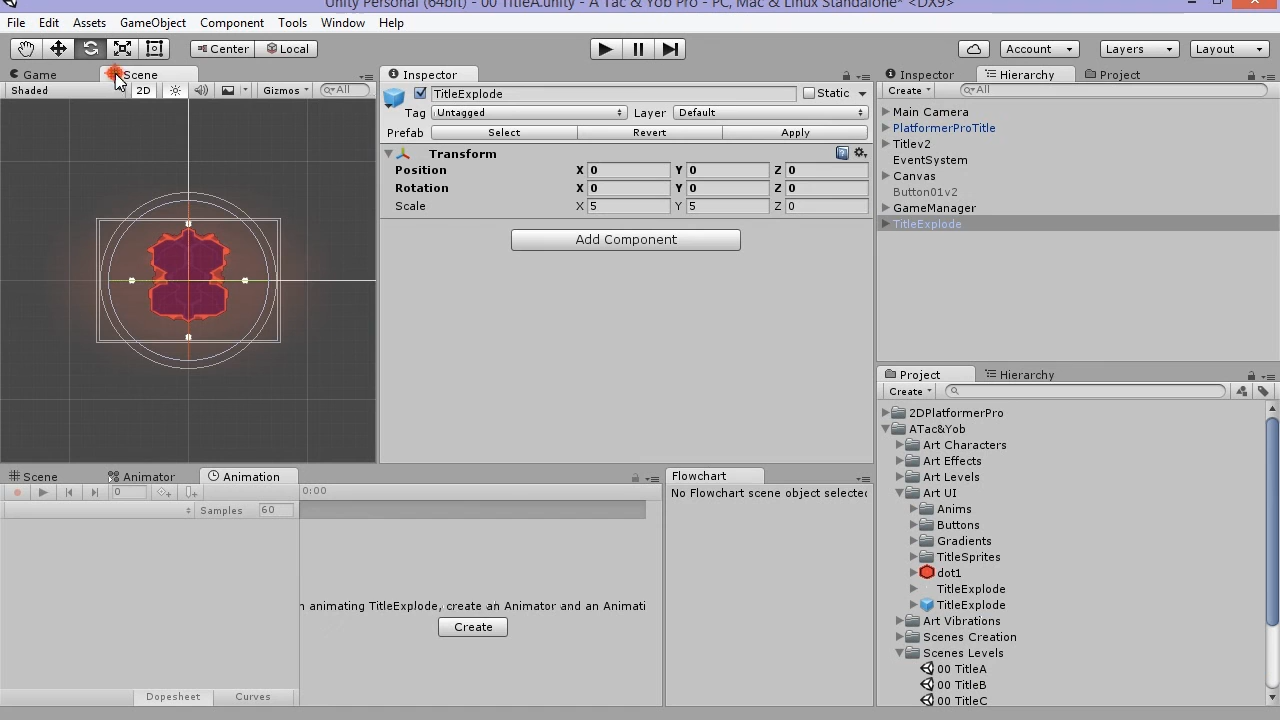 Unity Personal (64bit) - 00 TitleA.unity - A Tac & Yob Pro - PC, Mac & Linux Standalone* <DX9>
File Edit Assets GameObject Component Tools Window Help
Center Local Account Layers Layout
Game Scene Inspector Inspector Hierarchy Project
Shaded 2D Gizmos All TitleExplode Static Create All
Tag Untagged Layer Default Main Camera
Prefab Select Revert Apply PlatformerProTitle
Transform Titlev2
Position X 0 Y 0 Z 0 EventSystem
Rotation X 0 Y 0 Z 0 Canvas
Scale X 5 Y 5 Z 0 Button01v2
GameManager
TitleExplode
Add Component
Project Hierarchy
Create
2DPlatformerPro
ATac&Yob
Art Characters
Art Effects
Scene Animator Animation Flowchart Art Levels
0 0:00 No Flowchart scene object selected Art UI
Samples 60 Anims
Buttons
Gradients
TitleSprites
dot1
TitleExplode
n animating TitleExplode, create an Animator and an Animati TitleExplode
Create Art Vibrations
Scenes Creation
Scenes Levels
00 TitleA
00 TitleB
Dopesheet Curves 00 TitleC